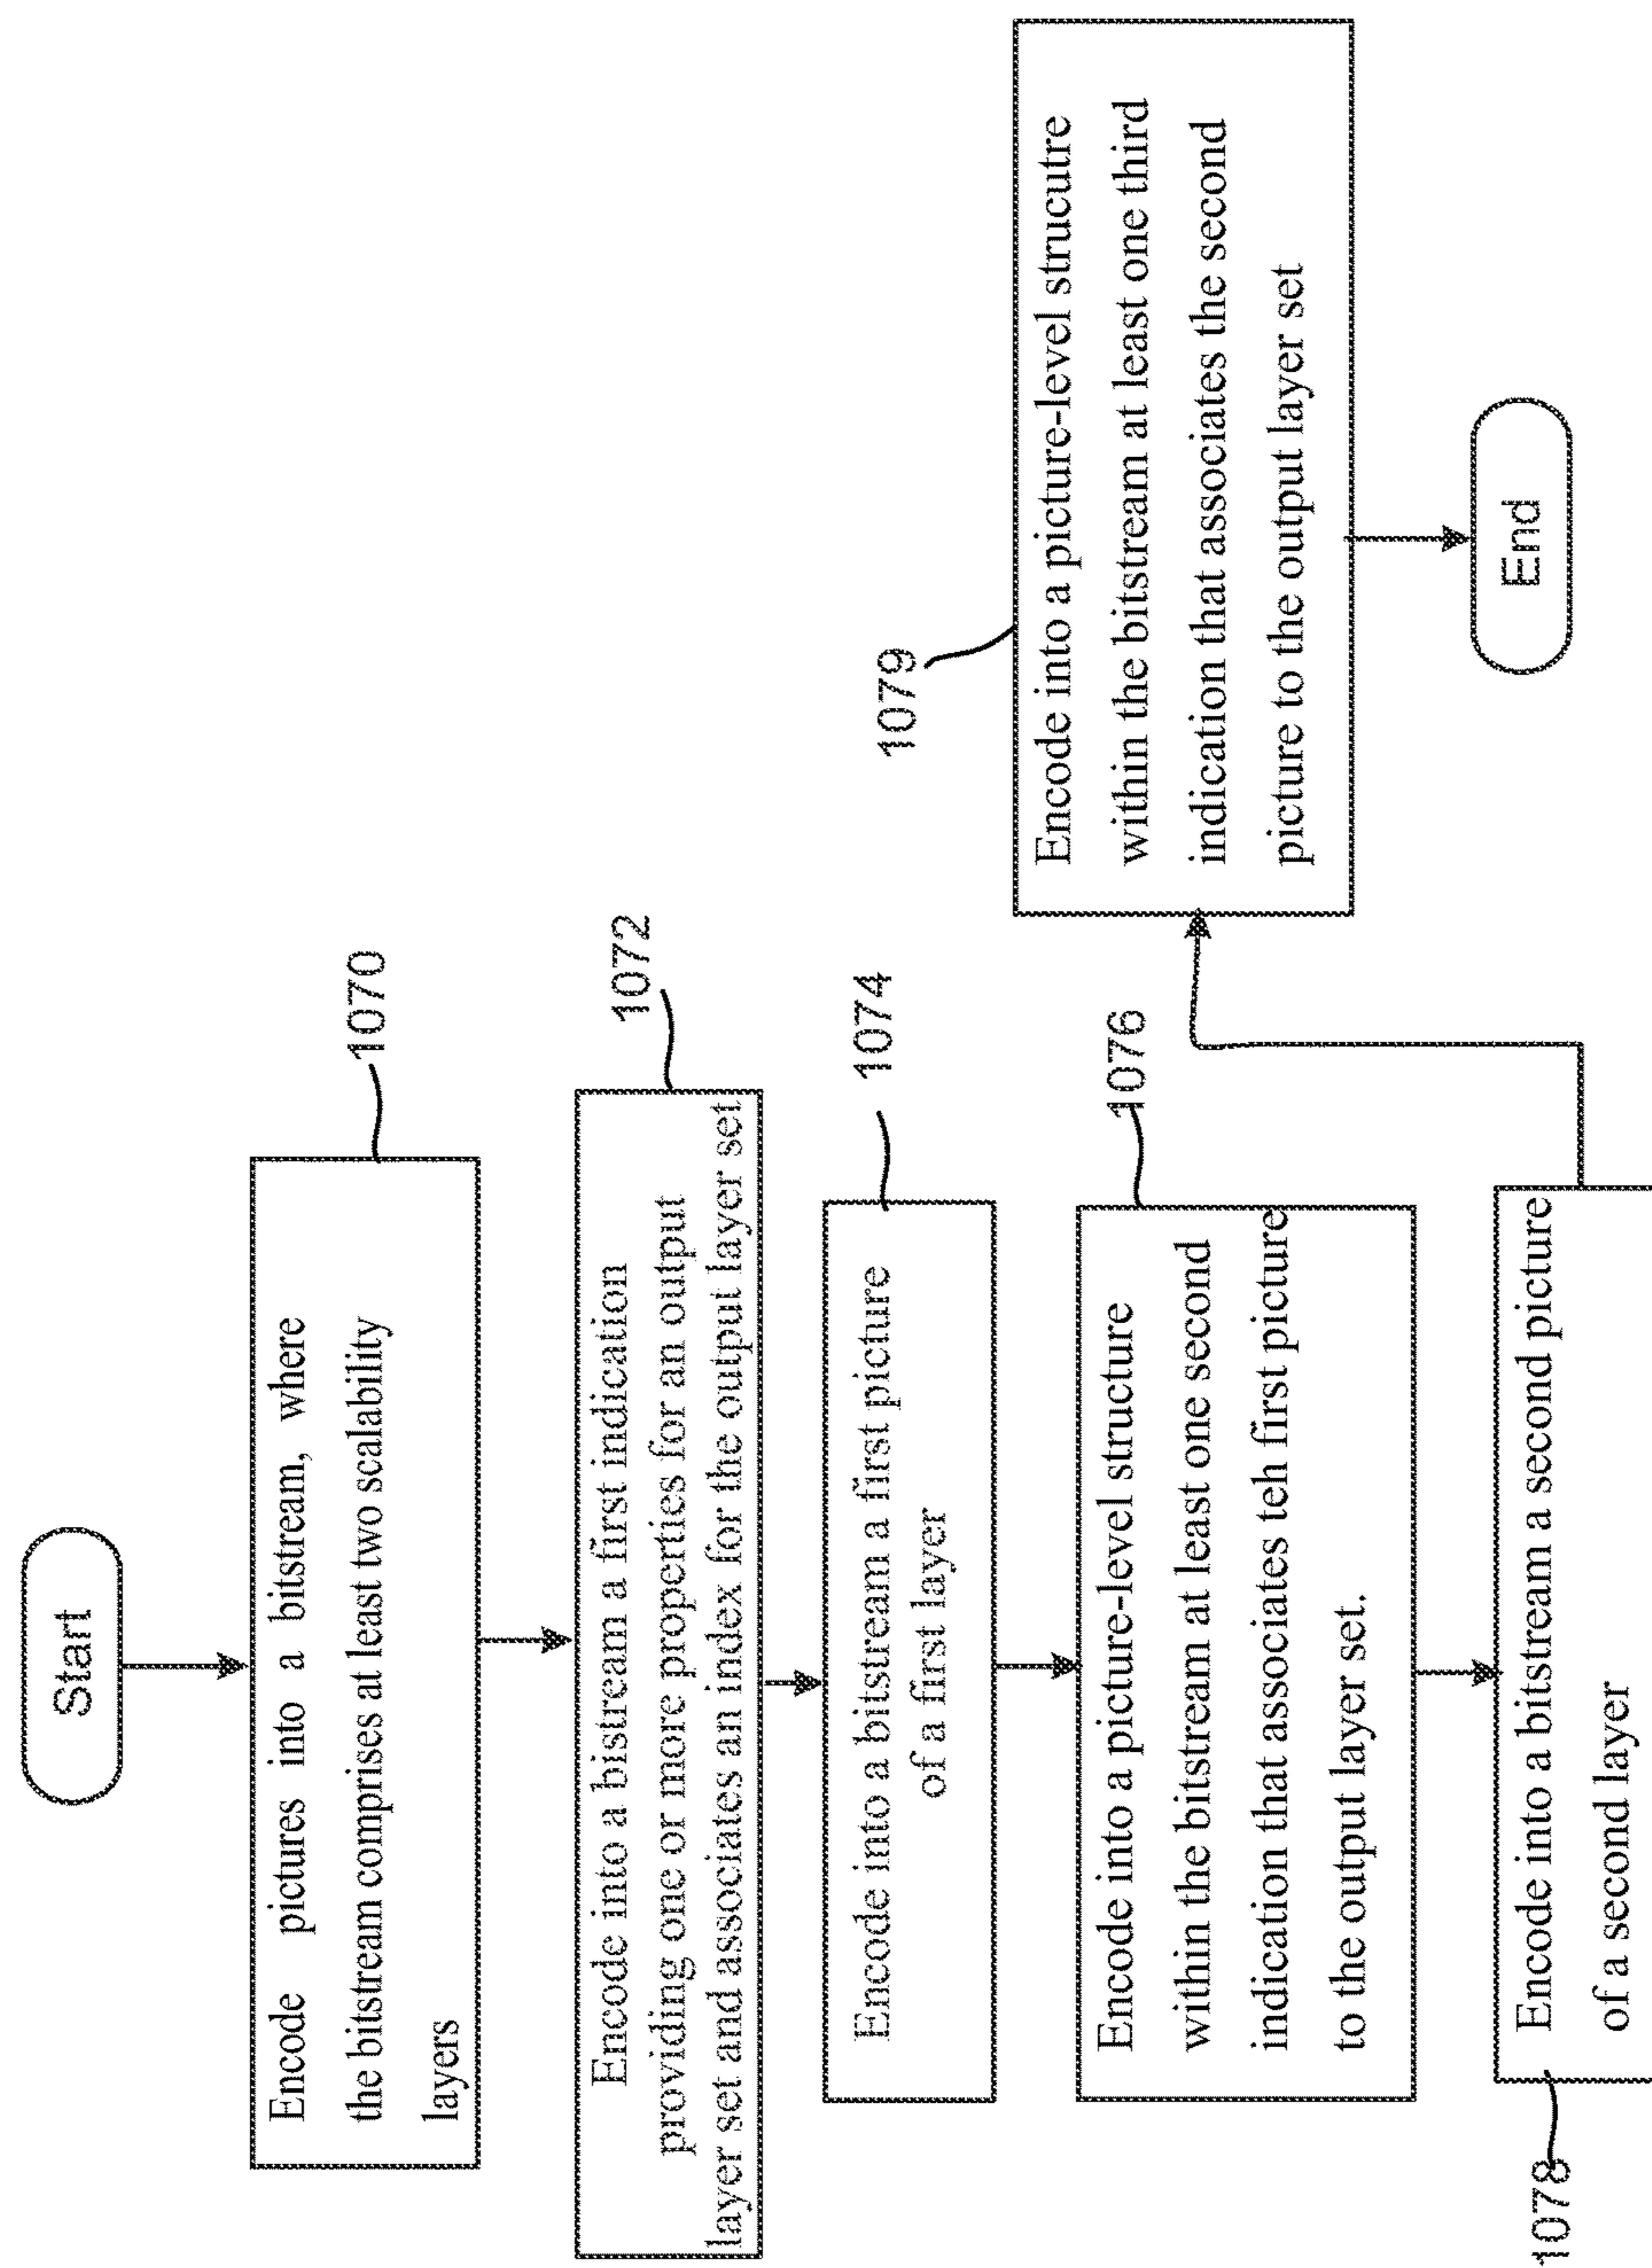 Start
Encode pictures into a bitstream, where
the bitstream comprises at least two scalability
layers
1070
Encode into a bistream a first indication
providing one or more properties for an output
layer set and associates an index for the output layer set
1072
Encode into a bitstream a first picture
of a first layer
1074
Encode into a picture-level structure
within the bitstream at least one second
indication that associates teh first picture
to the output layer set.
1076
Encode into a bitstream a second picture
of a second layer
1078
Encode into a picture-level strucutre
within the bitstream at least one third
indication that associates the second
picture to the output layer set
1079
End